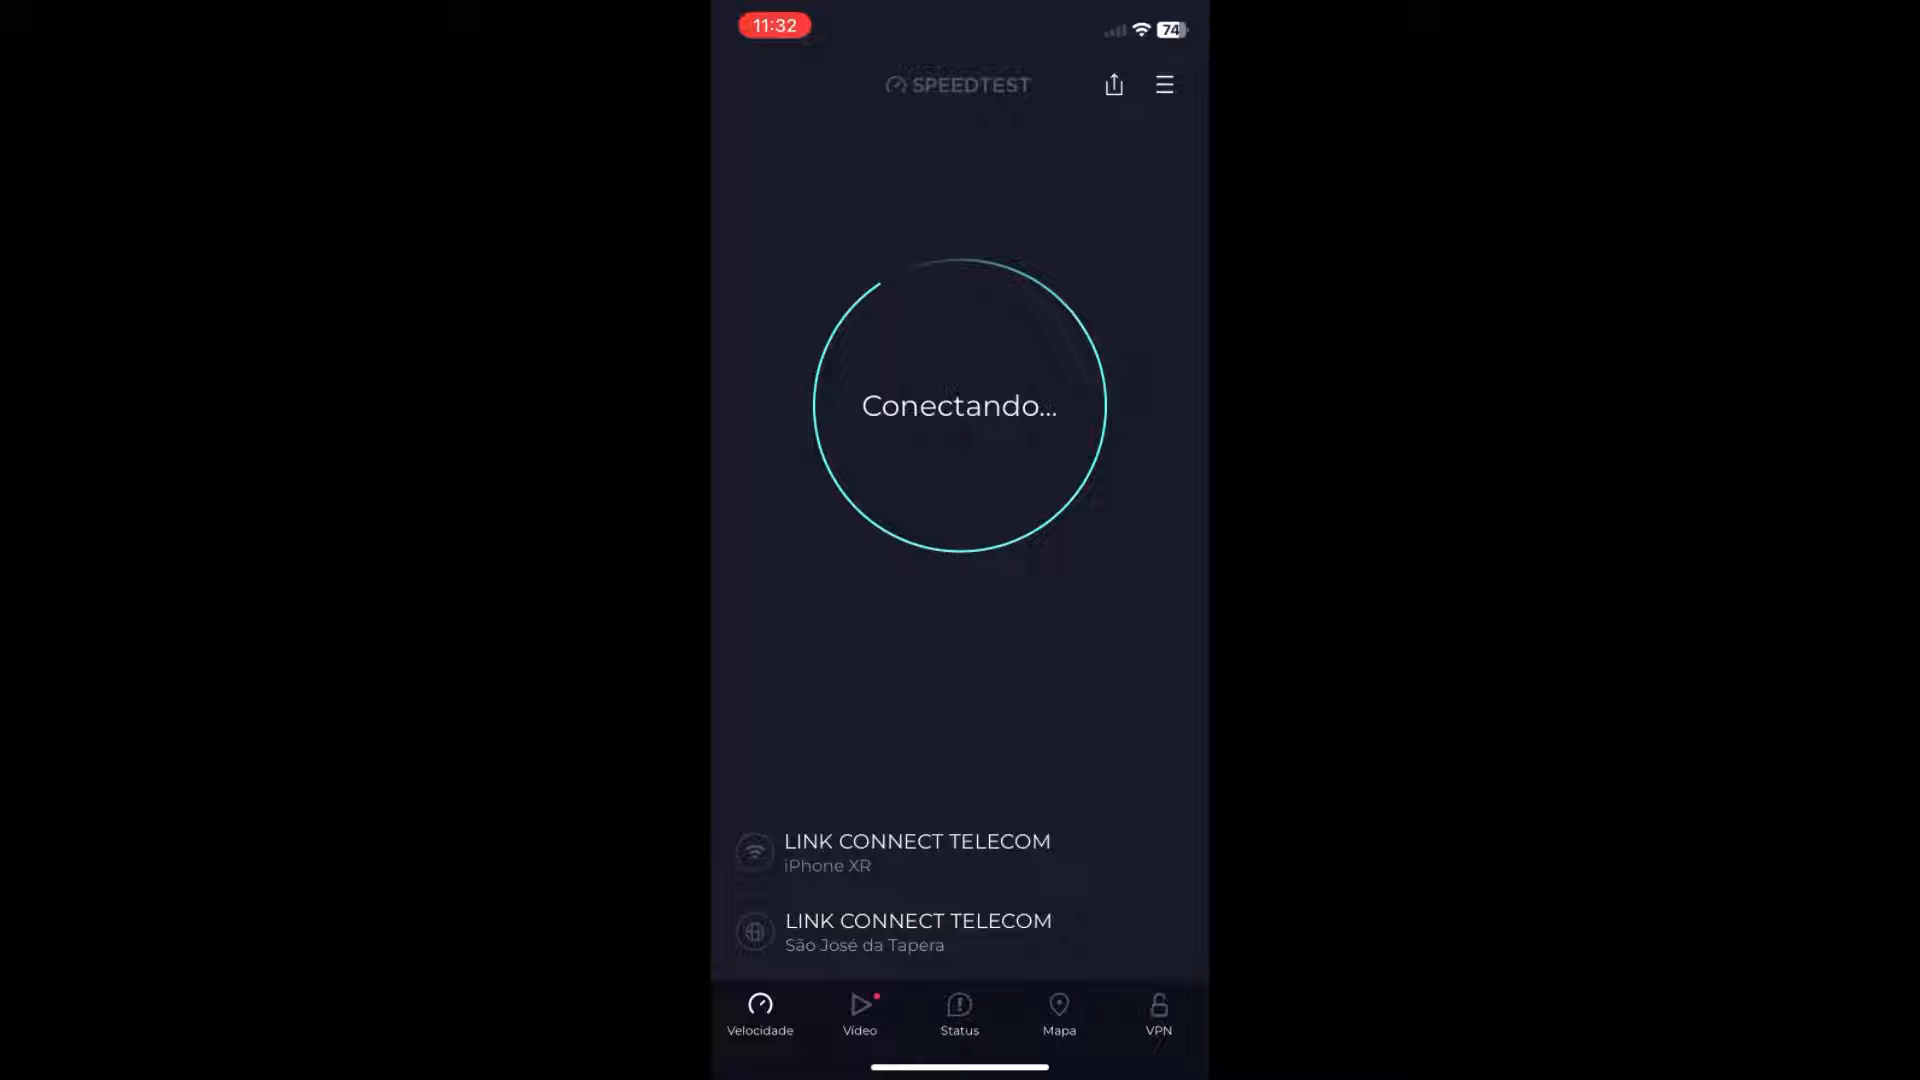 11:32
74
SPEEDTEST
Conectando...
LINK CONNECT TELECOM
iPhone XR
LINK CONNECT TELECOM
São José da Tapera
Velocidade
Vídeo
Status
Mapa
VPN